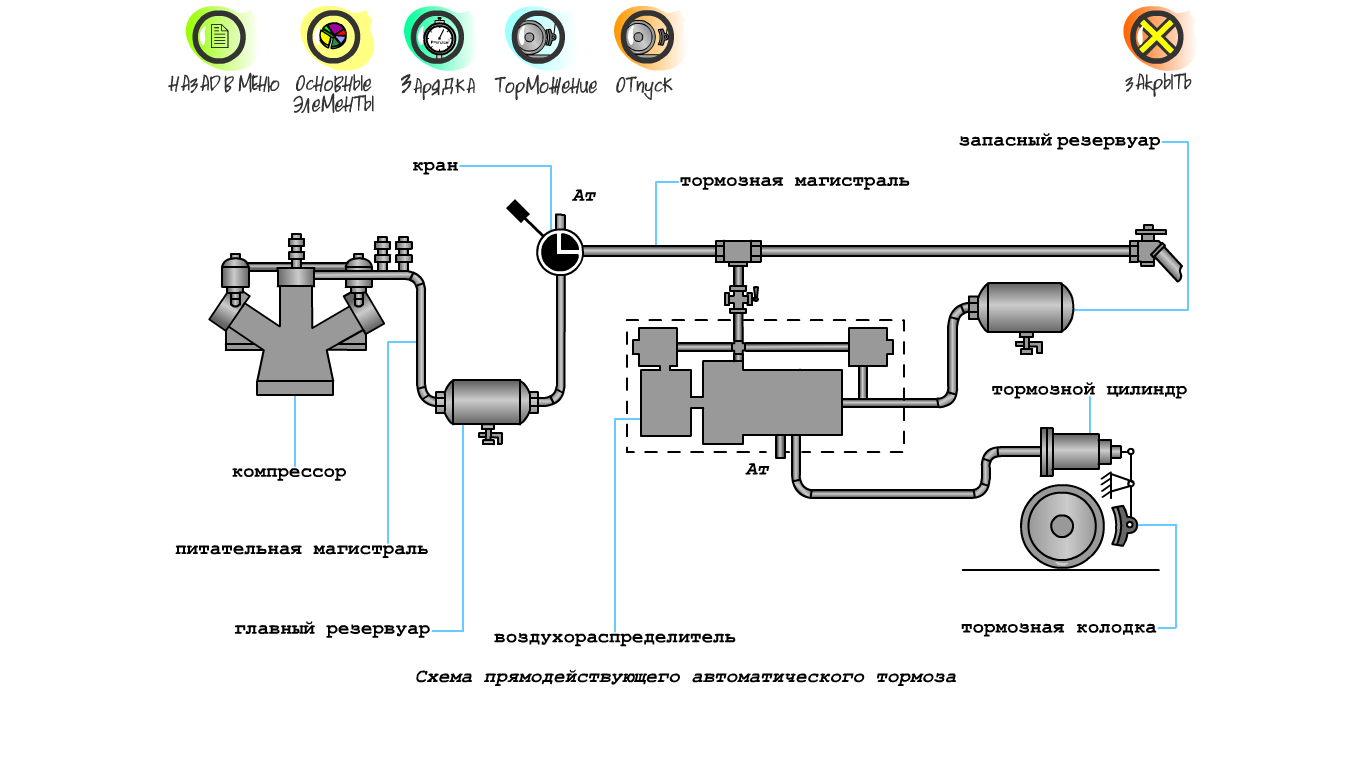 НАЗАД В МЕНЮ
ОСНОВНЫЕ
ЭЛЕМЕНТЫ
ЗАРЯДКА
ТОРМОЖЕНИЕ
ОТПУСК
ЗАКРЫТЬ
запасный резервуар
кран
тормозная магистраль
Ат
тормозной цилиндр
компрессор
Ат
питательная магистраль
главный резервуар
воздухораспределитель
тормозная колодка
Схема прямодействующего автоматического тормоза